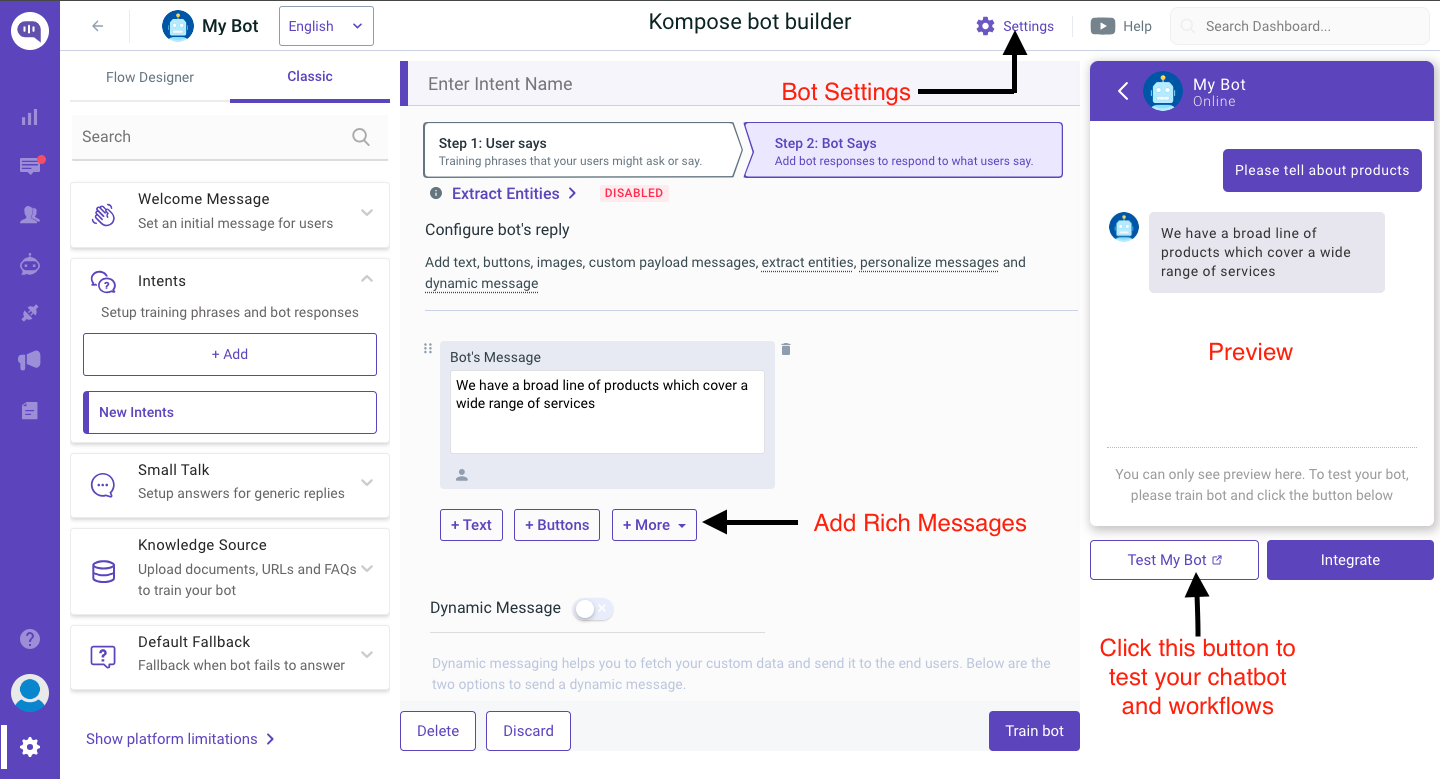 My Bot
English
Kompose bot builder
Settings
Help
Search Dashboard...
Flow Designer
Classic
Search
Welcome Message
Set an initial message for users
Intents
Setup training phrases and bot responses
+ Add
New Intents
Small Talk
Setup answers for generic replies
Knowledge Source
Upload documents, URLs and FAQs
to train your bot
Default Fallback
Fallback when bot fails to answer
Show platform limitations
Enter Intent Name
Bot Settings
Step 1: User says
Training phrases that your users might ask or say.
Step 2: Bot Says
Add bot responses to respond to what users say.
Extract Entities
DISABLED
Configure bot's reply
Add text, buttons, images, custom payload messages, extract entities, personalize messages and
dynamic message
Bot's Message
We have a broad line of products which cover a
wide range of services
+ Text
+ Buttons
+ More
Add Rich Messages
Dynamic Message
Dynamic messaging helps you to fetch your custom data and send it to the end users. Below are the
two options to send a dynamic message.
Delete
Discard
Train bot
My Bot
Online
Please tell about products
We have a broad line of
products which cover a wide
range of services
Preview
You can only see preview here. To test your bot,
please train bot and click the button below
Test My Bot
Integrate
Click this button to
test your chatbot
and workflows